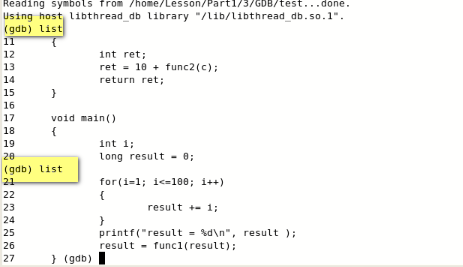 Reading symbols from /home/Lesson/Part1/3/GDB/test...done.
Using host libthread_db library "/lib/libthread_db.so.1".
(gdb) list
11 {
12 int ret;
13 ret = 10 + func2(c);
14 return ret;
15 }
16
17 void main()
18 {
19 int i;
20 long result = 0;
(gdb) list
21 for(i=1; i<=100; i++)
22 {
23 result += i;
24 }
25 printf("result = %d\n", result );
26 result = func1(result);
27 } (gdb)